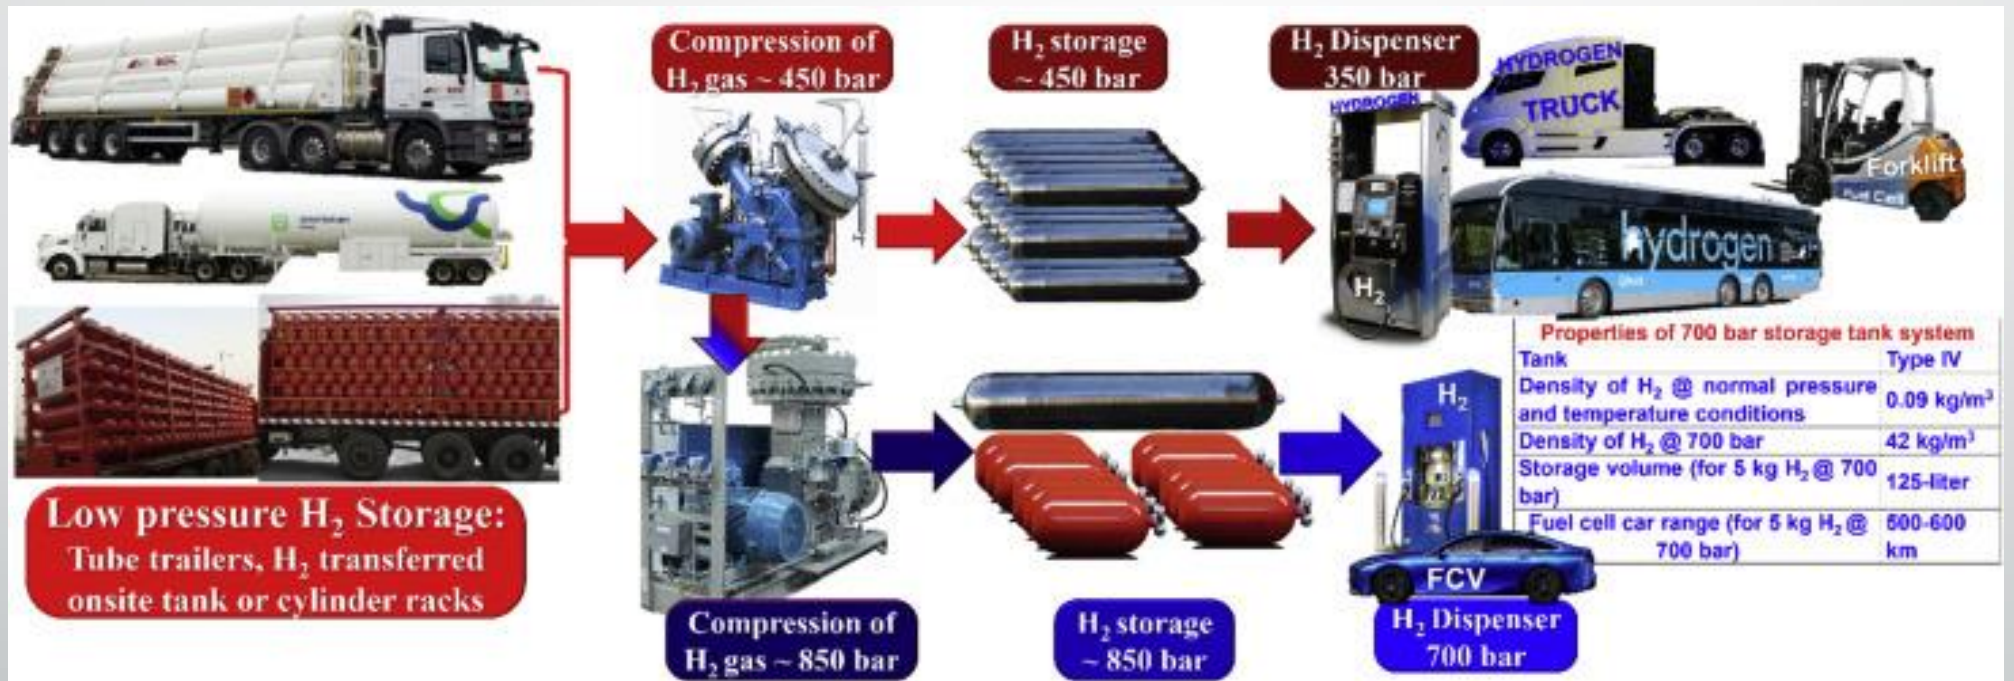 Compression of
H₂ gas ~ 450 bar
H₂ storage
~ 450 bar
H₂ Dispenser
350 bar
HYDROGEN
TRUCK
Forklift
Fuel Cell
HYDROGEN
H₂
hydrogen
Low pressure H₂ Storage:
Tube trailers, H₂ transferred
onsite tank or cylinder racks
Compression of
H₂ gas ~ 850 bar
H₂ storage
~ 850 bar
H₂
FCV
H₂ Dispenser
700 bar
Properties of 700 bar storage tank system
Tank Type IV
Density of H₂ @ normal pressure
and temperature conditions 0.09 kg/m³
Density of H₂ @ 700 bar 42 kg/m³
Storage volume (for 5 kg H₂ @ 700
bar) 125-liter
Fuel cell car range (for 5 kg H₂ @
700 bar) 500-600
km